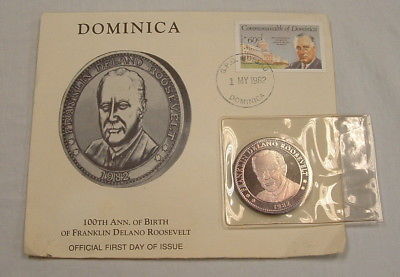 DOMINICA
Commonwealth of Dominica
60c
1 MY 1982
DOMINICA
FRANKLIN DELANO ROOSEVELT
1982
FRANKLIN DELANO ROOSEVELT
1982
100TH ANN. OF BIRTH
OF FRANKLIN DELANO ROOSEVELT
OFFICIAL FIRST DAY OF ISSUE